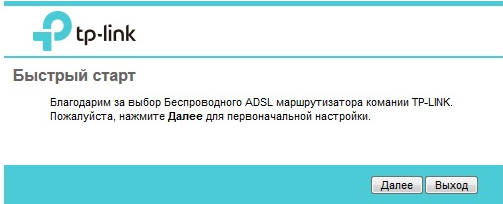 tp-link
Быстрый старт
Благодарим за выбор Беспроводного ADSL маршрутизатора комании TP-LINK.
Пожалуйста, нажмите Далее для первоначальной настройки.
Далее Выход